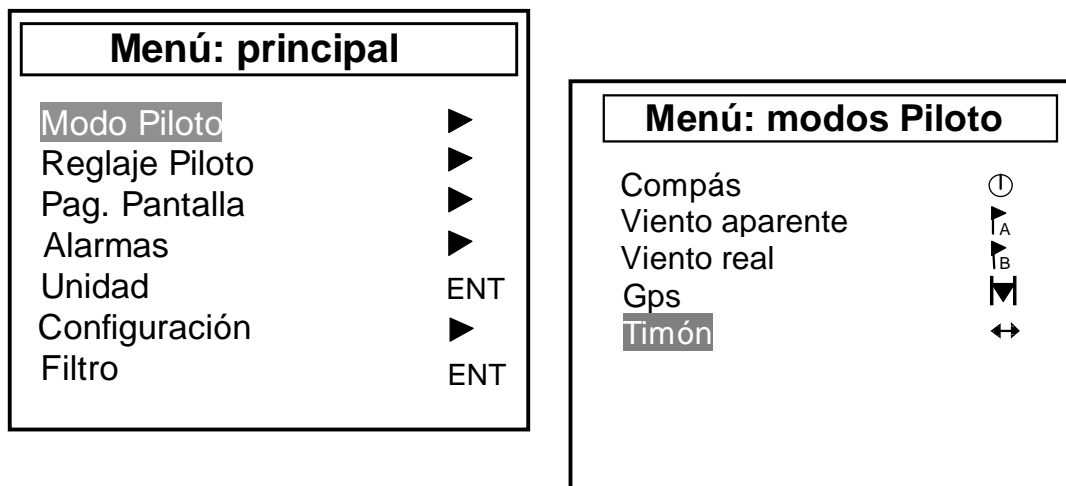 Menú: principal
Modo Piloto
Reglaje Piloto
Pag. Pantalla
Alarmas
Unidad ENT
Configuración
Filtro ENT
Menú: modos Piloto
Compás
Viento aparente A
Viento real B
Gps
Timón